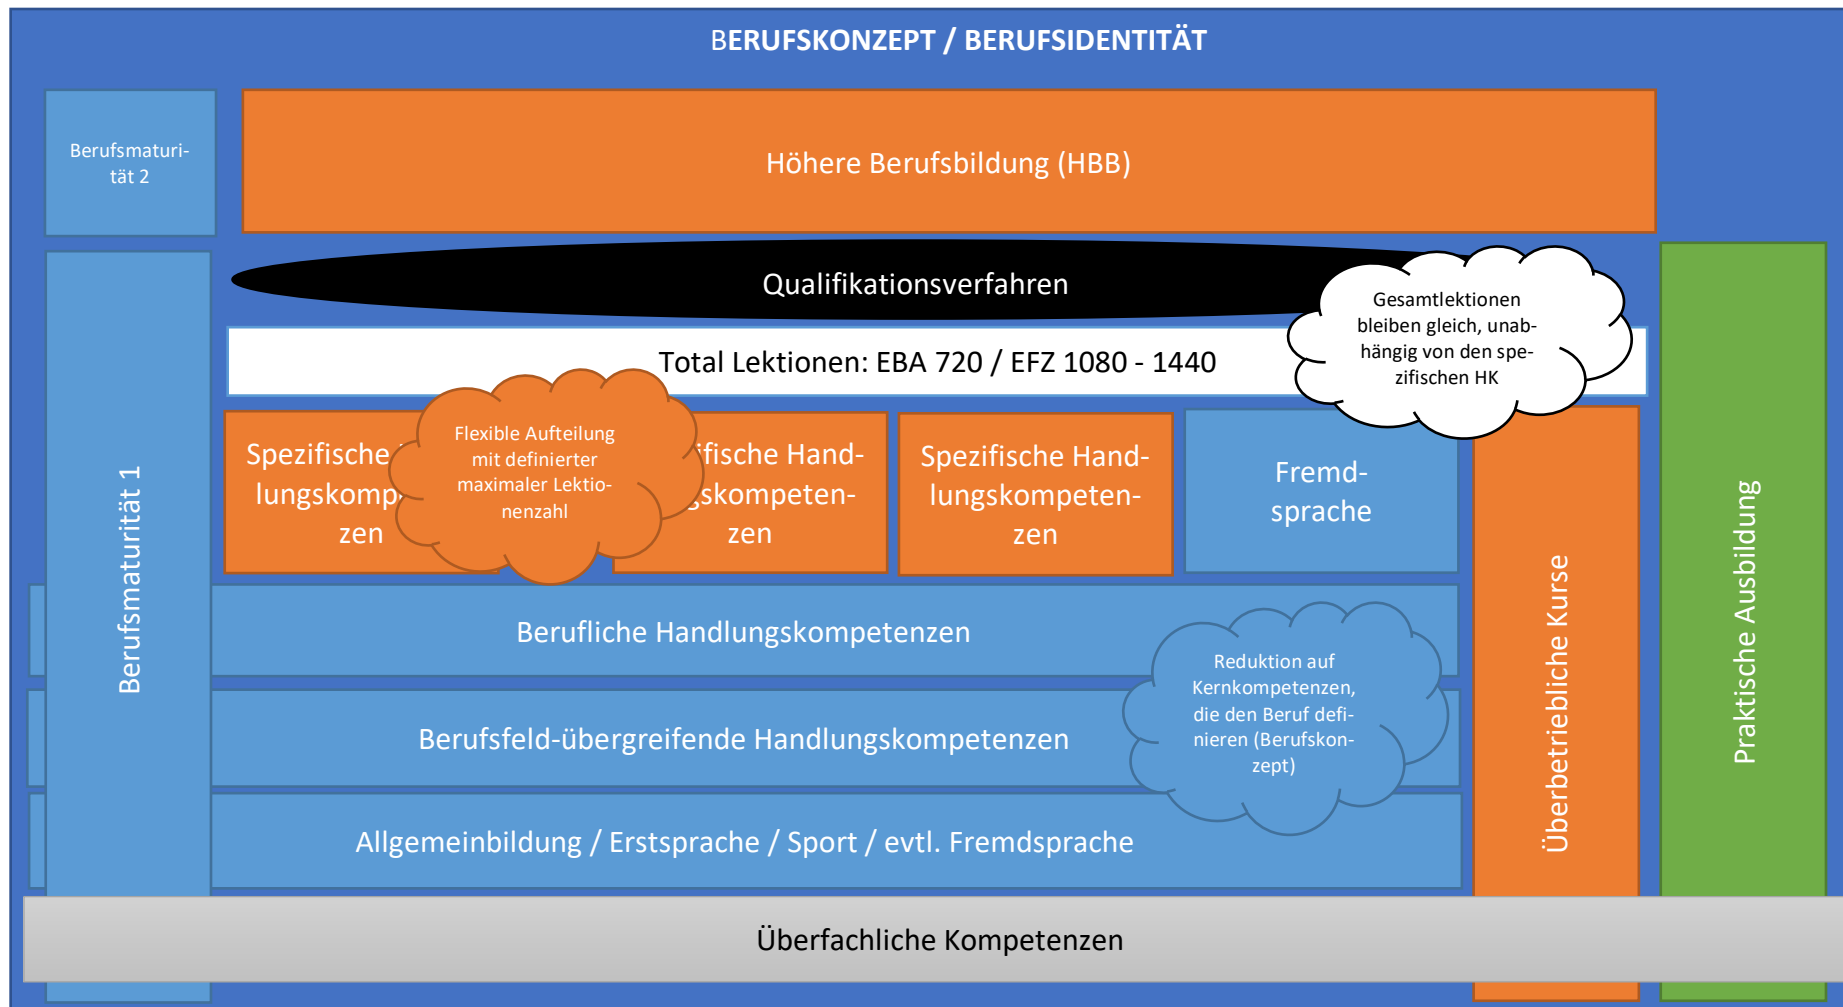 BERUFSKONZEPT / BERUFSIDENTITÄT
Berufsmaturi-
tät 2
Höhere Berufsbildung (HBB)
Qualifikationsverfahren
Gesamtlektionen
bleiben gleich, unab-
hängig von den spe-
zifischen HK
Total Lektionen: EBA 720 / EFZ 1080 - 1440
Spezifische
lungskomp
zen
Flexible Aufteilung
mit definierter
maximaler Lektio-
nenzahl
ifische Hand-
gskompeten-
zen
Spezifische Hand-
lungskompeten-
zen
Fremd-
sprache
Berufsmaturität 1
Berufliche Handlungskompetenzen
Reduktion auf
Kernkompetenzen,
die den Beruf defi-
nieren (Berufskon-
zept)
Berufsfeld-übergreifende Handlungskompetenzen
Allgemeinbildung / Erstsprache / Sport / evtl. Fremdsprache
Überbetriebliche Kurse
Praktische Ausbildung
Überfachliche Kompetenzen